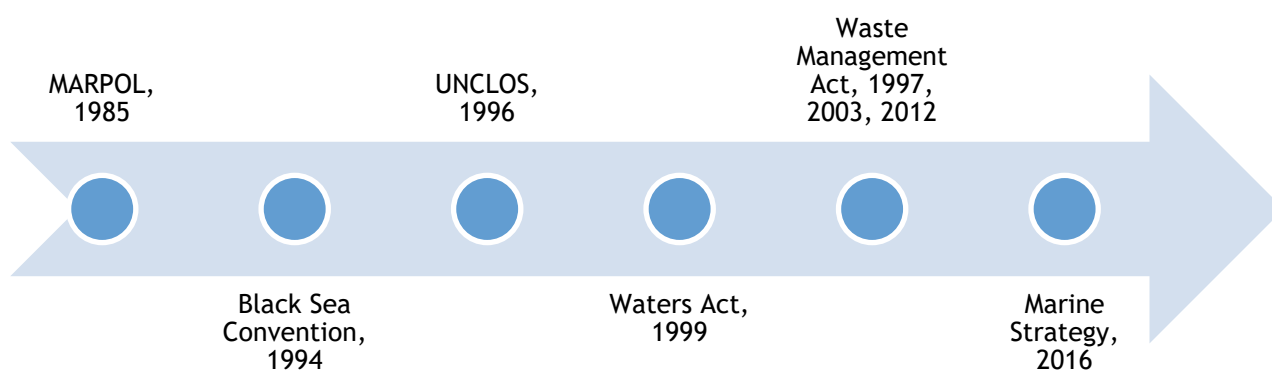 MARPOL,
1985
Black Sea
Convention,
1994
UNCLOS,
1996
Waters Act,
1999
Waste
Management
Act, 1997,
2003, 2012
Marine
Strategy,
2016